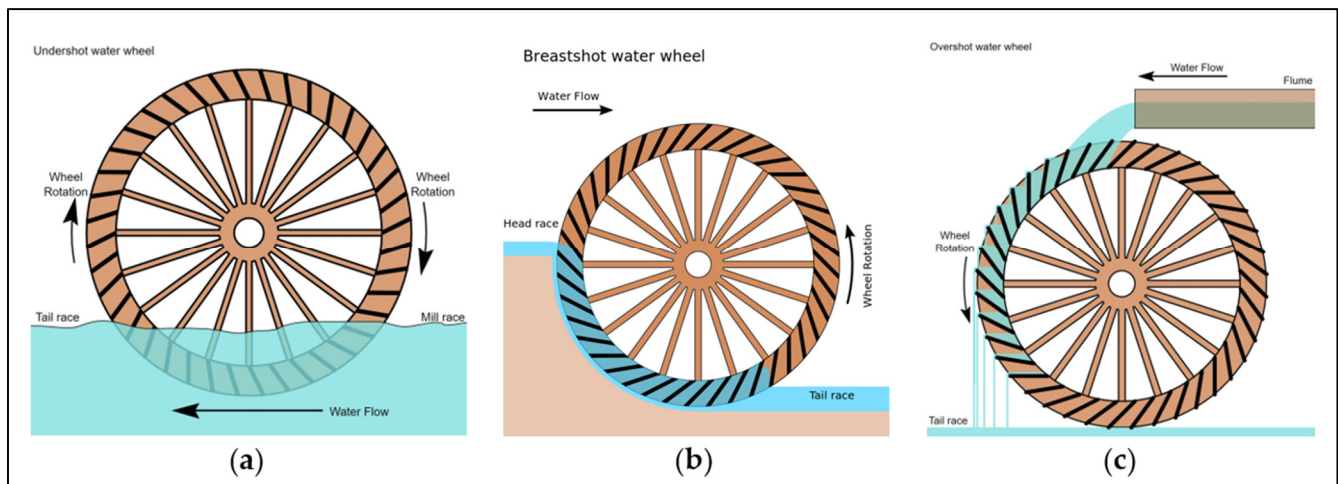 Undershot water wheel
Wheel
Rotation
Wheel
Rotation
Tail race
Mill race
Water Flow
(a)
Breastshot water wheel
Water Flow
Head race
Wheel Rotation
Tail race
(b)
Overshot water wheel
Water Flow
Flume
Wheel
Rotation
Tail race
(c)